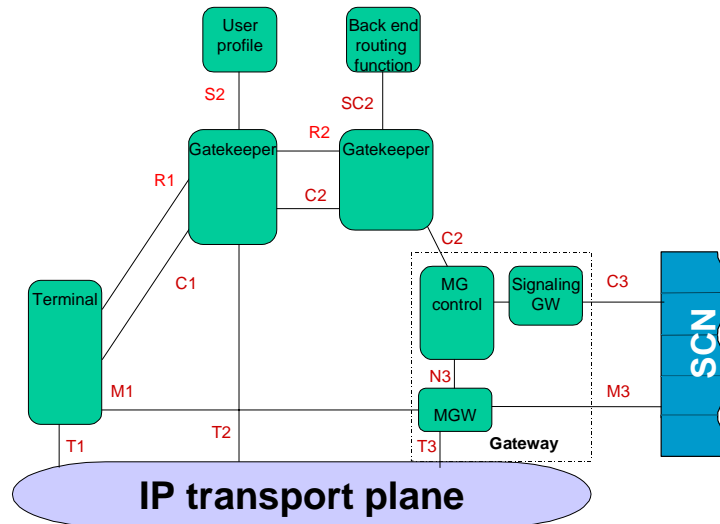 User
profile
Back end
routing
function
S2
SC2
Gatekeeper
R2
Gatekeeper
R1
C2
C2
C1
Terminal
MG
control
Signaling
GW
C3
SCN
N3
M1
M3
MGW
T1
T2
T3
Gateway
IP transport plane